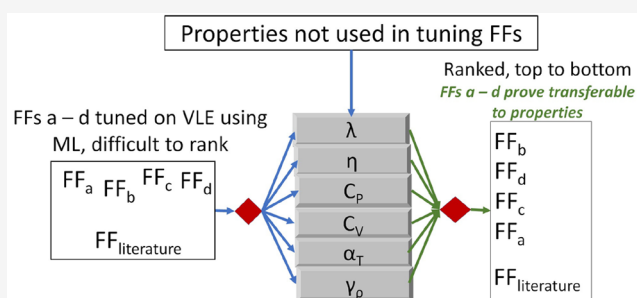 Properties not used in tuning FFs
Ranked, top to bottom
FFs a – d prove transferable
to properties
FFs a – d tuned on VLE using
ML, difficult to rank
FFa FFb FFc FFd
FFliterature
λ
η
CP
CV
αT
γρ
FFb
FFd
FFc
FFa
FFliterature